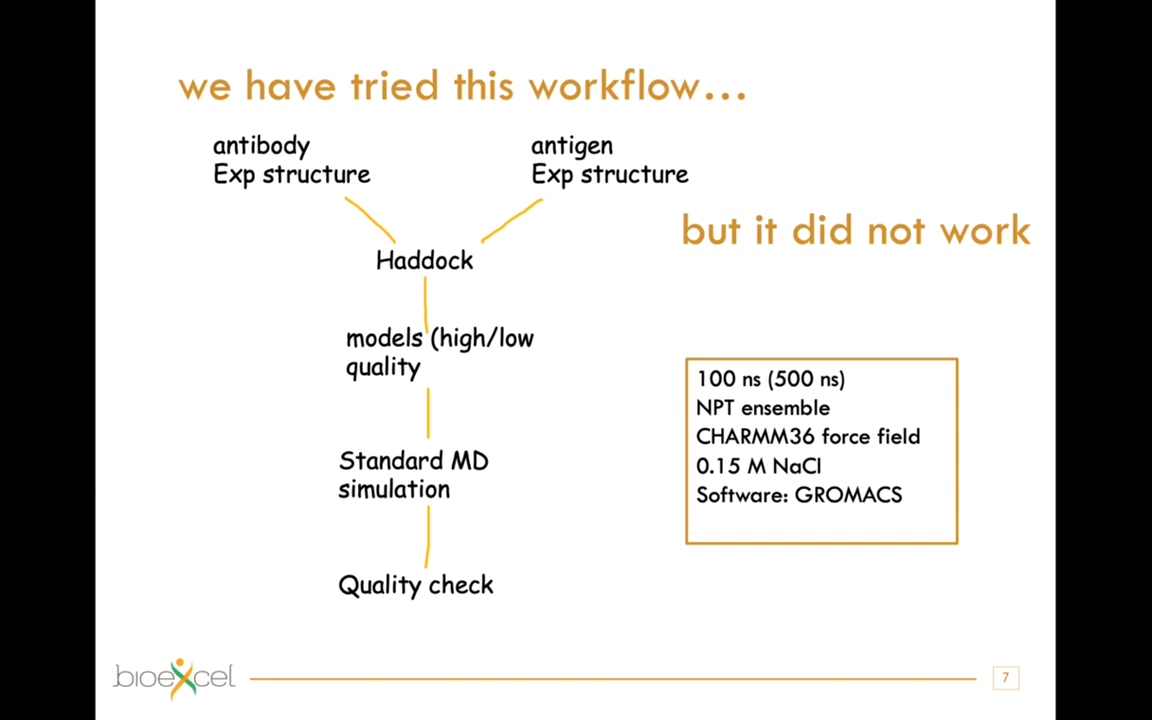 we have tried this workflow...
antibody
Exp structure
antigen
Exp structure
but it did not work
Haddock
models (high/low
quality
100 ns (500 ns)
NPT ensemble
CHARMM36 force field
0.15 M NaCl
Software: GROMACS
Standard MD
simulation
Quality check
bioexcel
7